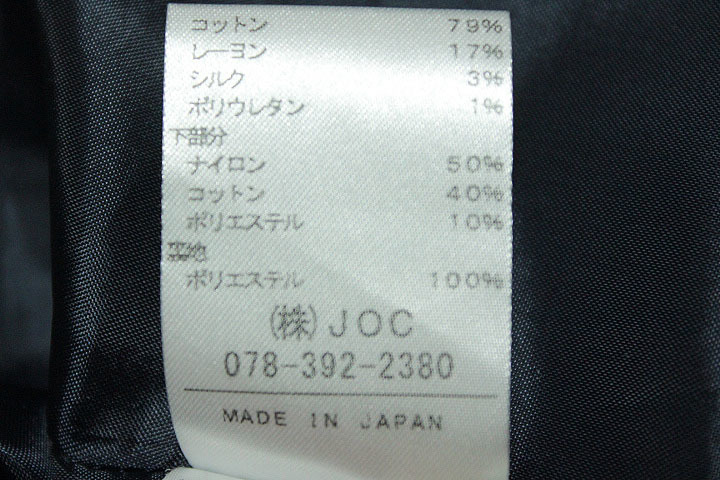 コットン 79%
レーヨン 17%
シルク 3%
ポリウレタン 1%
下部分
ナイロン 50%
コットン 40%
ポリエステル 10%
裏地
ポリエステル 100%
(株)JOC
078-392-2380
MADE IN JAPAN